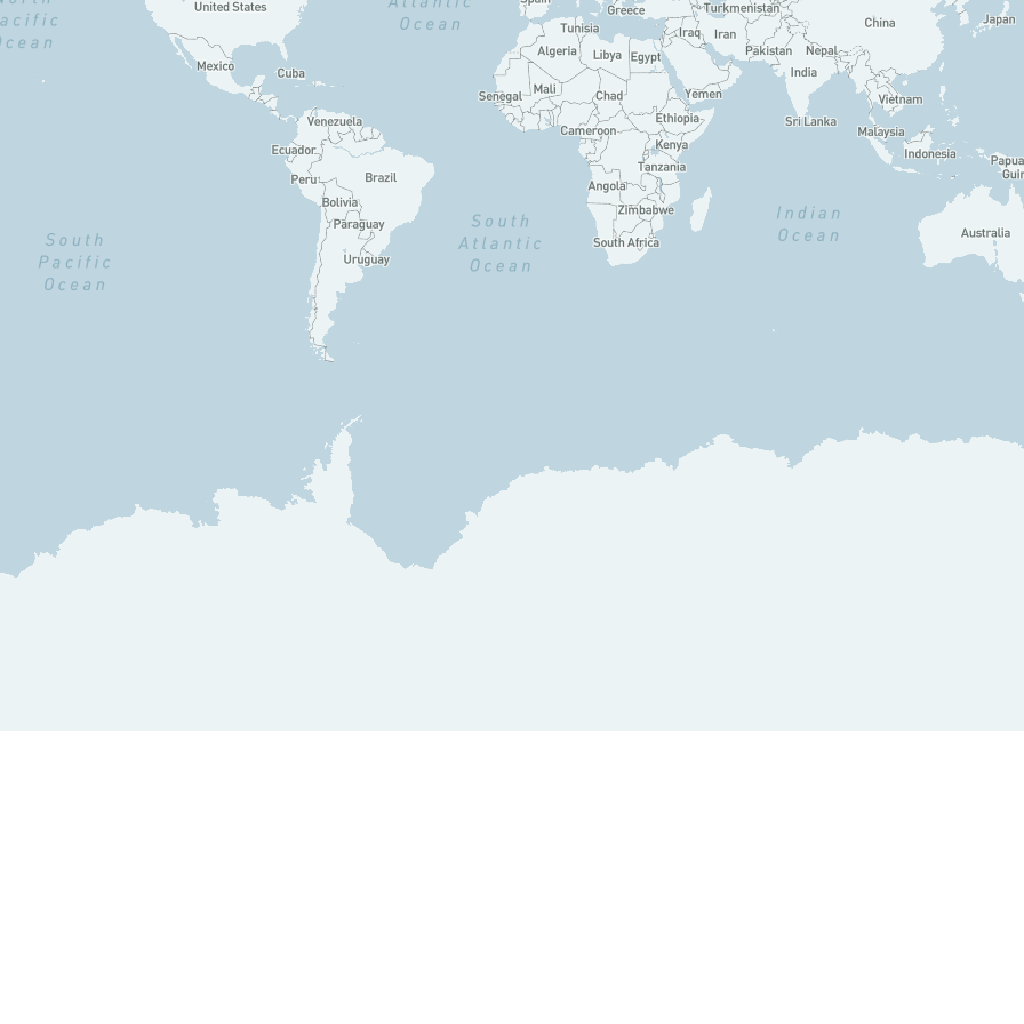 United States
Atlantic
Ocean
Pacific
Ocean
Spain
Greece
Turkmenistan
China
Japan
Tunisia
Algeria
Libya
Egypt
Iraq
Iran
Pakistan
Nepal
India
Mexico
Cuba
Senegal
Mali
Chad
Yemen
Vietnam
Venezuela
Cameroon
Ethiopia
Sri Lanka
Malaysia
Ecuador
Kenya
Indonesia
Papua
Guin
Peru
Brazil
Tanzania
Angola
Bolivia
Zimbabwe
Paraguay
South
Atlantic
Ocean
Indian
Ocean
Australia
South Africa
South
Pacific
Ocean
Uruguay